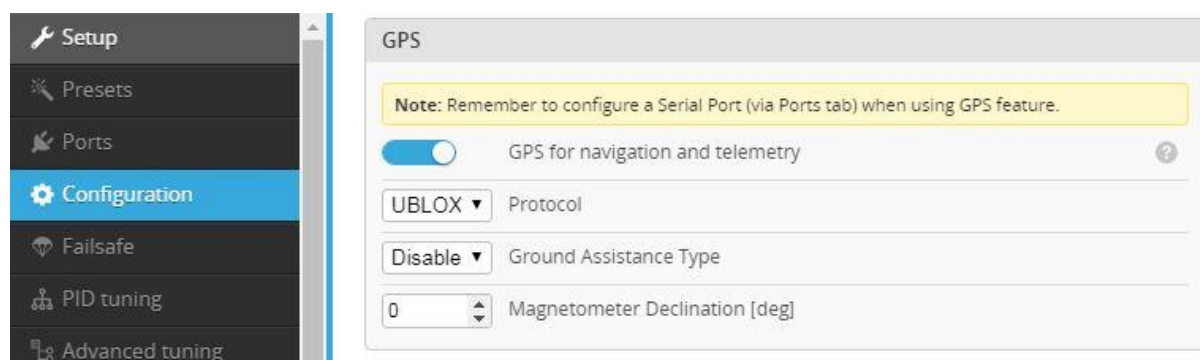 Setup
Presets
Ports
Configuration
Failsafe
PID tuning
Advanced tuning
GPS
Note: Remember to configure a Serial Port (via Ports tab) when using GPS feature.
GPS for navigation and telemetry
?
UBLOX Protocol
Disable Ground Assistance Type
0 Magnetometer Declination [deg]